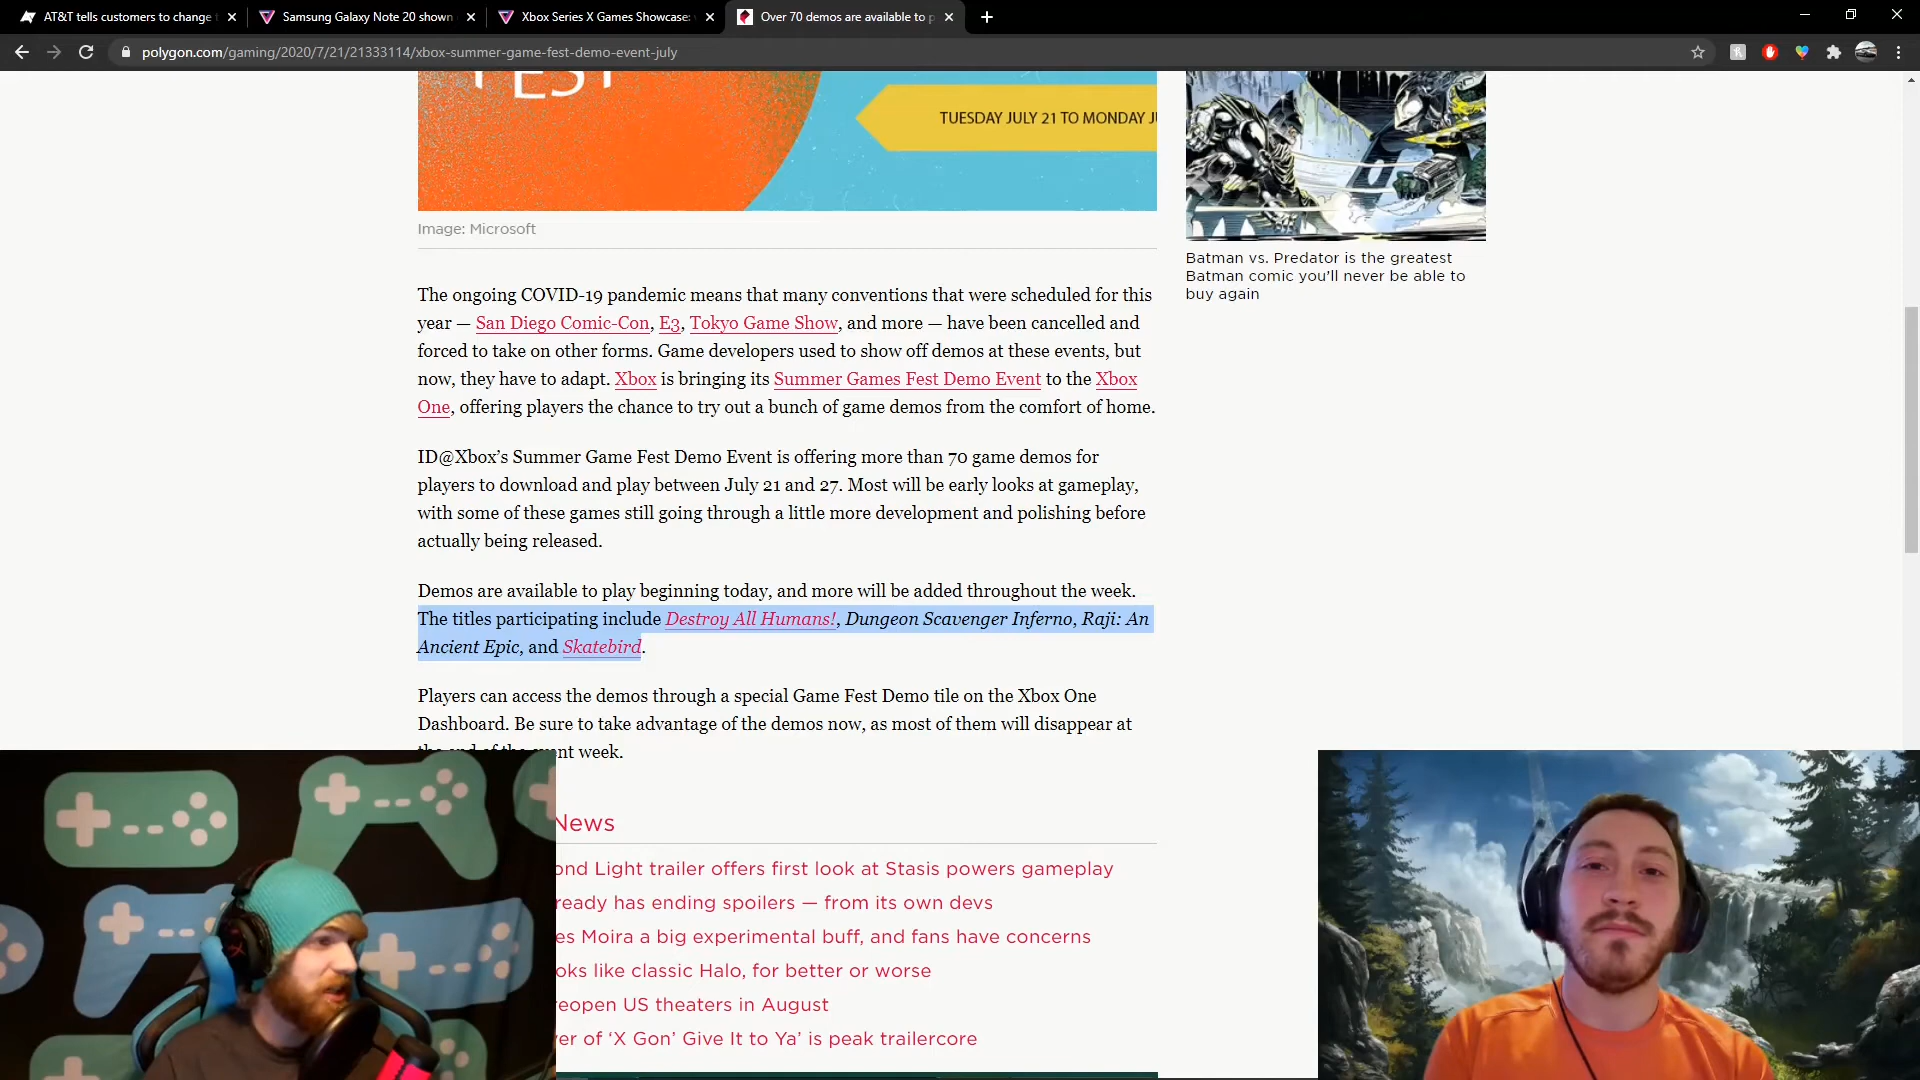 AT&T tells customers to change
Samsung Galaxy Note 20 shown
Xbox Series X Games Showcase:
Over 70 demos are available to p
polygon.com/gaming/2020/7/21/21333114/xbox-summer-game-fest-demo-event-july
FEST
TUESDAY JULY 21 TO MONDAY J
Image: Microsoft
Batman vs. Predator is the greatest
Batman comic you'll never be able to
buy again
The ongoing COVID-19 pandemic means that many conventions that were scheduled for this
year — San Diego Comic-Con, E3, Tokyo Game Show, and more — have been cancelled and
forced to take on other forms. Game developers used to show off demos at these events, but
now, they have to adapt. Xbox is bringing its Summer Games Fest Demo Event to the Xbox
One, offering players the chance to try out a bunch of game demos from the comfort of home.
ID@Xbox's Summer Game Fest Demo Event is offering more than 70 game demos for
players to download and play between July 21 and 27. Most will be early looks at gameplay,
with some of these games still going through a little more development and polishing before
actually being released.
Demos are available to play beginning today, and more will be added throughout the week.
The titles participating include Destroy All Humans!, Dungeon Scavenger Inferno, Raji: An
Ancient Epic, and Skatebird.
Players can access the demos through a special Game Fest Demo tile on the Xbox One
Dashboard. Be sure to take advantage of the demos now, as most of them will disappear at
the end of the event week.
News
ond Light trailer offers first look at Stasis powers gameplay
ready has ending spoilers — from its own devs
es Moira a big experimental buff, and fans have concerns
oks like classic Halo, for better or worse
reopen US theaters in August
ver of 'X Gon' Give It to Ya' is peak trailercore